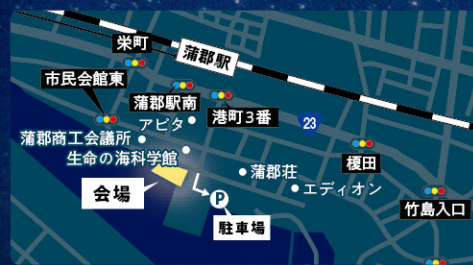 栄町
蒲郡駅
市民会館東
蒲郡駅南
港町3番
アピタ
23
蒲郡商工会議所
生命の海科学館
榎田
蒲郡荘
会場
エディオン
P
竹島入口
駐車場